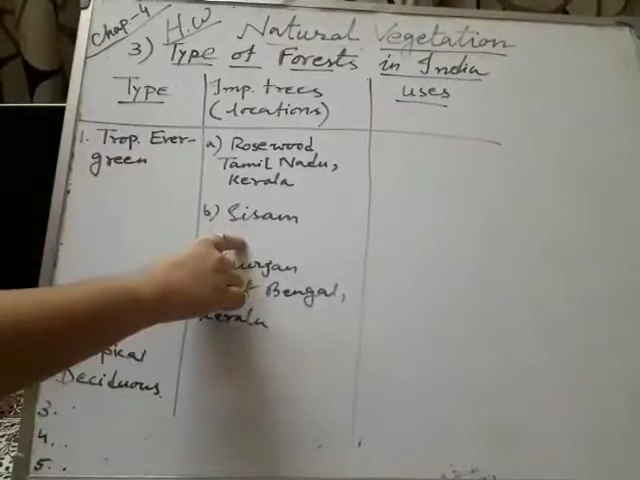 Chap-4
H.W
Natural Vegetation
3) Type of Forests in India
Type
Imp. trees
(locations)
uses
1. Trop. Ever-
green
a) Rosewood
Tamil Nadu,
Kerala
b) Sisam
Bengal,
Kerala
Deciduous
3.
4.
5.